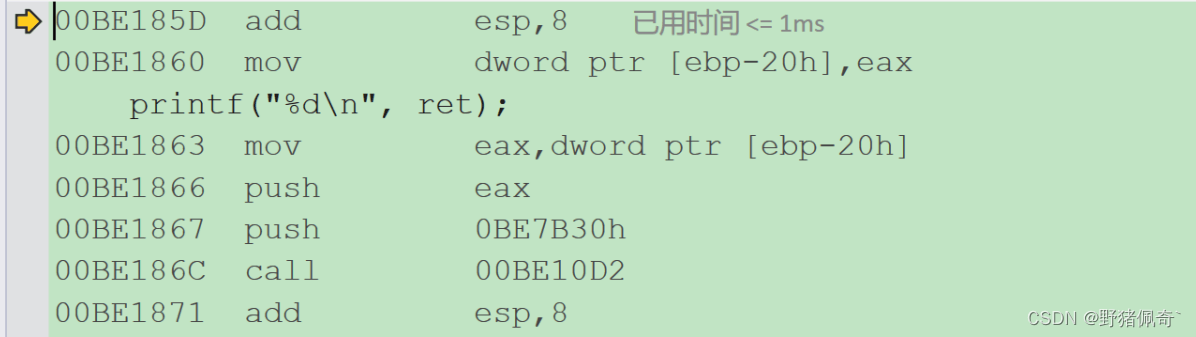 00BE185D add esp,8 已用时间 <= 1ms
00BE1860 mov dword ptr [ebp-20h],eax
printf("%d\n", ret);
00BE1863 mov eax,dword ptr [ebp-20h]
00BE1866 push eax
00BE1867 push 0BE7B30h
00BE186C call 00BE10D2
00BE1871 add esp,8
CSDN @野猪佩奇`